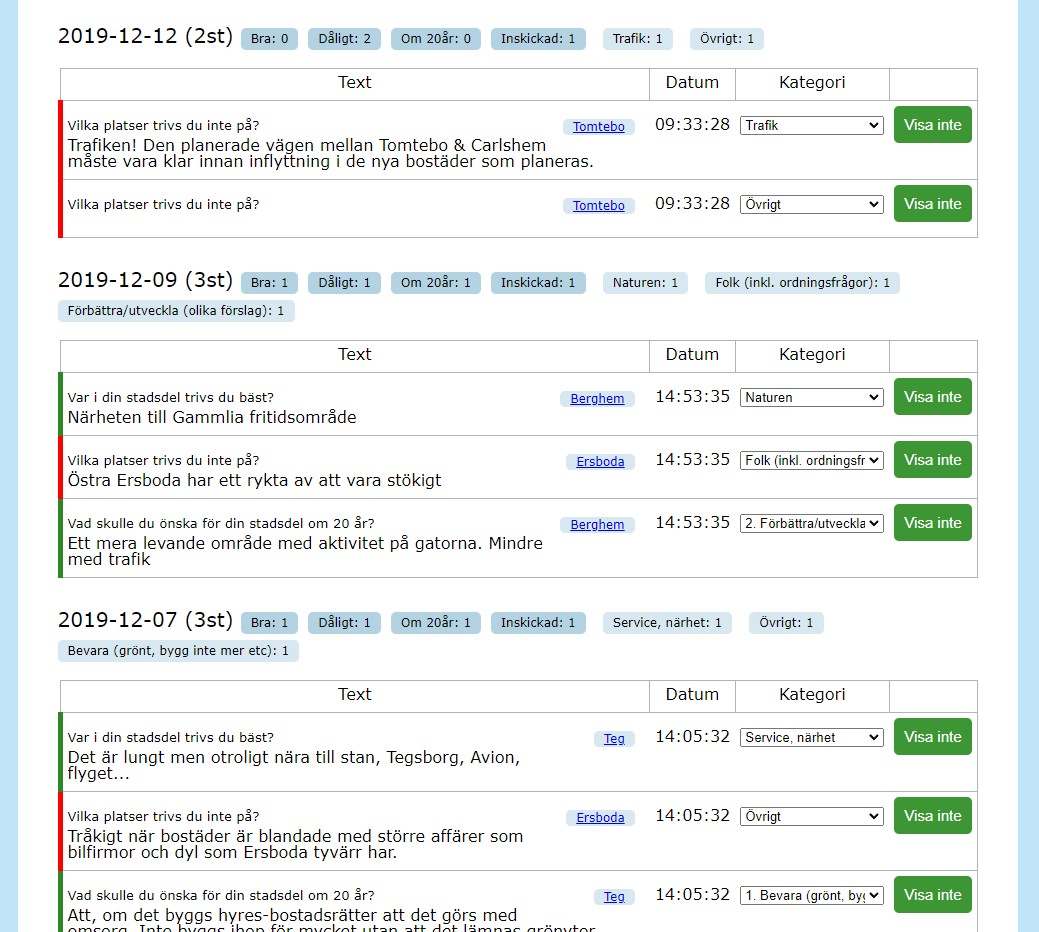 2019-12-12 (2st) Bra: 0 Dåligt: 2 Om 20år: 0 Inskickad: 1 Trafik: 1 Övrigt: 1
Text Datum Kategori
Vilka platser trivs du inte på? Tomtebo 09:33:28 Trafik Visa inte
Trafiken! Den planerade vägen mellan Tomtebo & Carlshem
måste vara klar innan inflyttning i de nya bostäder som planeras.
Vilka platser trivs du inte på? Tomtebo 09:33:28 Övrigt Visa inte
2019-12-09 (3st) Bra: 1 Dåligt: 1 Om 20år: 1 Inskickad: 1 Naturen: 1 Folk (inkl. ordningsfrågor): 1
Förbättra/utveckla (olika förslag): 1
Text Datum Kategori
Var i din stadsdel trivs du bäst? Berghem 14:53:35 Naturen Visa inte
Närheten till Gammlia fritidsområde
Vilka platser trivs du inte på? Ersboda 14:53:35 Folk (inkl. ordningsfr Visa inte
Östra Ersboda har ett rykta av att vara stökigt
Vad skulle du önska för din stadsdel om 20 år? Berghem 14:53:35 2. Förbättra/utveckla Visa inte
Ett mera levande område med aktivitet på gatorna. Mindre
med trafik
2019-12-07 (3st) Bra: 1 Dåligt: 1 Om 20år: 1 Inskickad: 1 Service, närhet: 1 Övrigt: 1
Bevara (grönt, bygg inte mer etc): 1
Text Datum Kategori
Var i din stadsdel trivs du bäst? Teg 14:05:32 Service, närhet Visa inte
Det är lungt men otroligt nära till stan, Tegsborg, Avion,
flyget...
Vilka platser trivs du inte på? Ersboda 14:05:32 Övrigt Visa inte
Tråkigt när bostäder är blandade med större affärer som
bilfirmor och dyl som Ersboda tyvärr har.
Vad skulle du önska för din stadsdel om 20 år? Teg 14:05:32 1. Bevara (grönt, byg Visa inte
Att, om det byggs hyres-bostadsrätter att det görs med
omsorg. Inte byggs ihop för mycket utan att det lämnas grönytor